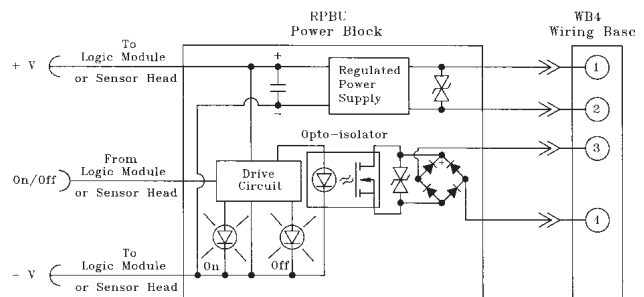 RPBU
Power Block
WB4
Wiring Base
To
+ V
Logic Module
or Sensor Head
+
-
Regulated
Power
Supply
1
2
Opto-isolator
3
From
On/Off
Logic Module
or Sensor Head
Drive
Circuit
+
4
To
- V
Logic Module
or Sensor Head
On
Off